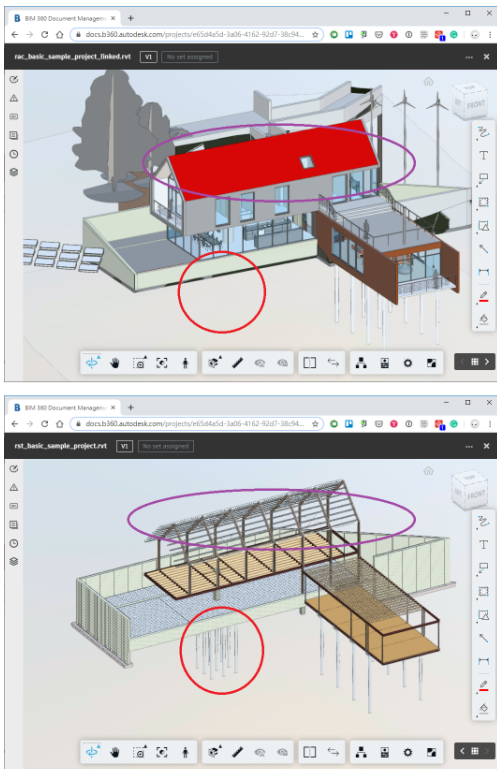 BIM 360 Document Managem
docs.b360.autodesk.com/projects/e65d4a5d-3a06-4162-92d7-38c94...
rac_basic_sample_project_linked.rvt V1 No set assigned
FRONT
T
BIM 360 Document Managem
docs.b360.autodesk.com/projects/e65d4a5d-3a06-4162-92d7-38c94...
rst_basic_sample_project.rvt V1 No set assigned
FRONT
T